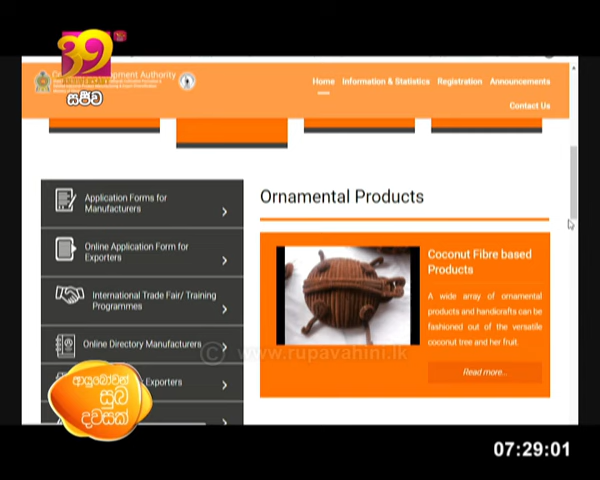 39
සජීව
Development Authority
Home Information & Statistics Registration Announcements
Contact Us
Application Forms for
Manufacturers
Online Application Form for
Exporters
International Trade Fair/ Training
Programmes
Online Directory Manufacturers
Exporters
Ornamental Products
Coconut Fibre based
Products
A wide array of ornamental
products and handicrafts can be
fashioned out of the versatile
coconut tree and her fruit.
Read more...
© www.rupavahini.lk
ආයුබෝවන්
සුබ
දවසක්
07:29:01